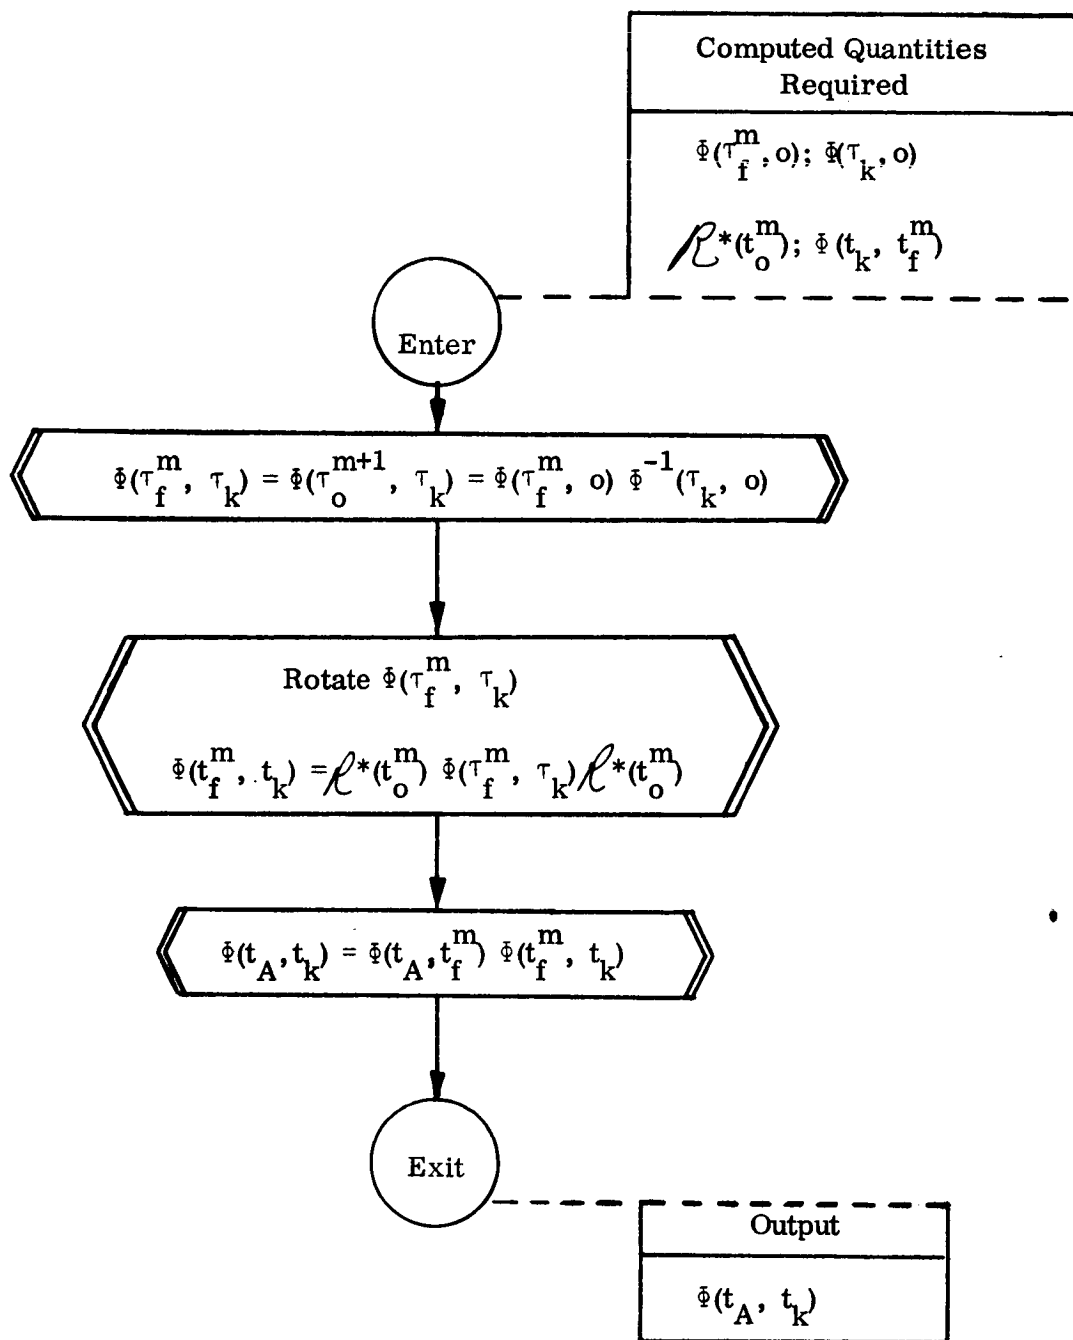 Computed Quantities
Required
Φ(τ_f^m, o); Φ(τ_k, o)
ℛ*(t_o^m); Φ(t_k, t_f^m)
Enter
Φ(τ_f^m, τ_k) = Φ(τ_o^{m+1}, τ_k) = Φ(τ_f^m, o) Φ^{-1}(τ_k, o)
Rotate Φ(τ_f^m, τ_k)
Φ(t_f^m, t_k) = ℛ*(t_o^m) Φ(τ_f^m, τ_k) ℛ*(t_o^m)
Φ(t_A, t_k) = Φ(t_A, t_f^m) Φ(t_f^m, t_k)
Exit
Output
Φ(t_A, t_k)